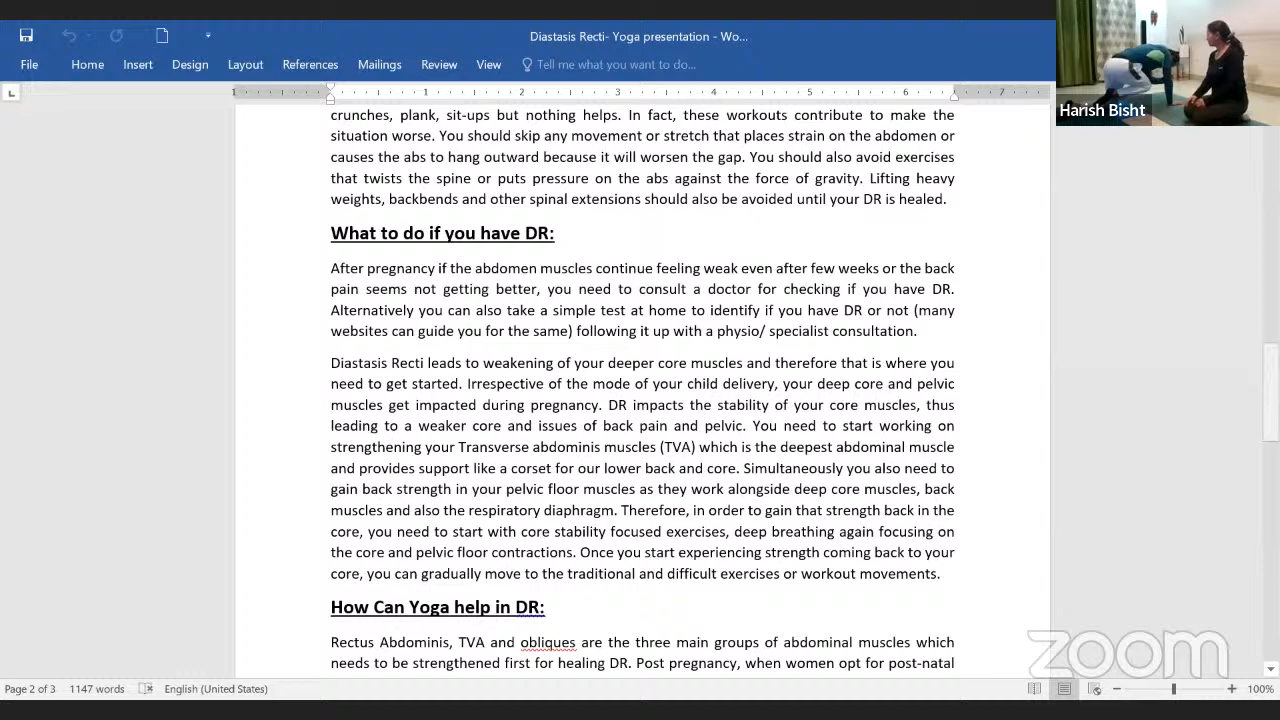 Diastasis Recti- Yoga presentation - Wo...
File Home Insert Design Layout References Mailings Review View Tell me what you want to do...
Harish Bisht
1 1 2 3 4 5 6 7
crunches, plank, sit-ups but nothing helps. In fact, these workouts contribute to make the
situation worse. You should skip any movement or stretch that places strain on the abdomen or
causes the abs to hang outward because it will worsen the gap. You should also avoid exercises
that twists the spine or puts pressure on the abs against the force of gravity. Lifting heavy
weights, backbends and other spinal extensions should also be avoided until your DR is healed.
What to do if you have DR:
After pregnancy if the abdomen muscles continue feeling weak even after few weeks or the back
pain seems not getting better, you need to consult a doctor for checking if you have DR.
Alternatively you can also take a simple test at home to identify if you have DR or not (many
websites can guide you for the same) following it up with a physio/ specialist consultation.
Diastasis Recti leads to weakening of your deeper core muscles and therefore that is where you
need to get started. Irrespective of the mode of your child delivery, your deep core and pelvic
muscles get impacted during pregnancy. DR impacts the stability of your core muscles, thus
leading to a weaker core and issues of back pain and pelvic. You need to start working on
strengthening your Transverse abdominis muscles (TVA) which is the deepest abdominal muscle
and provides support like a corset for our lower back and core. Simultaneously you also need to
gain back strength in your pelvic floor muscles as they work alongside deep core muscles, back
muscles and also the respiratory diaphragm. Therefore, in order to gain that strength back in the
core, you need to start with core stability focused exercises, deep breathing again focusing on
the core and pelvic floor contractions. Once you start experiencing strength coming back to your
core, you can gradually move to the traditional and difficult exercises or workout movements.
How Can Yoga help in DR:
Rectus Abdominis, TVA and obliques are the three main groups of abdominal muscles which
needs to be strengthened first for healing DR. Post pregnancy, when women opt for post-natal
zoom
Page 2 of 3 1147 words English (United States) 100%